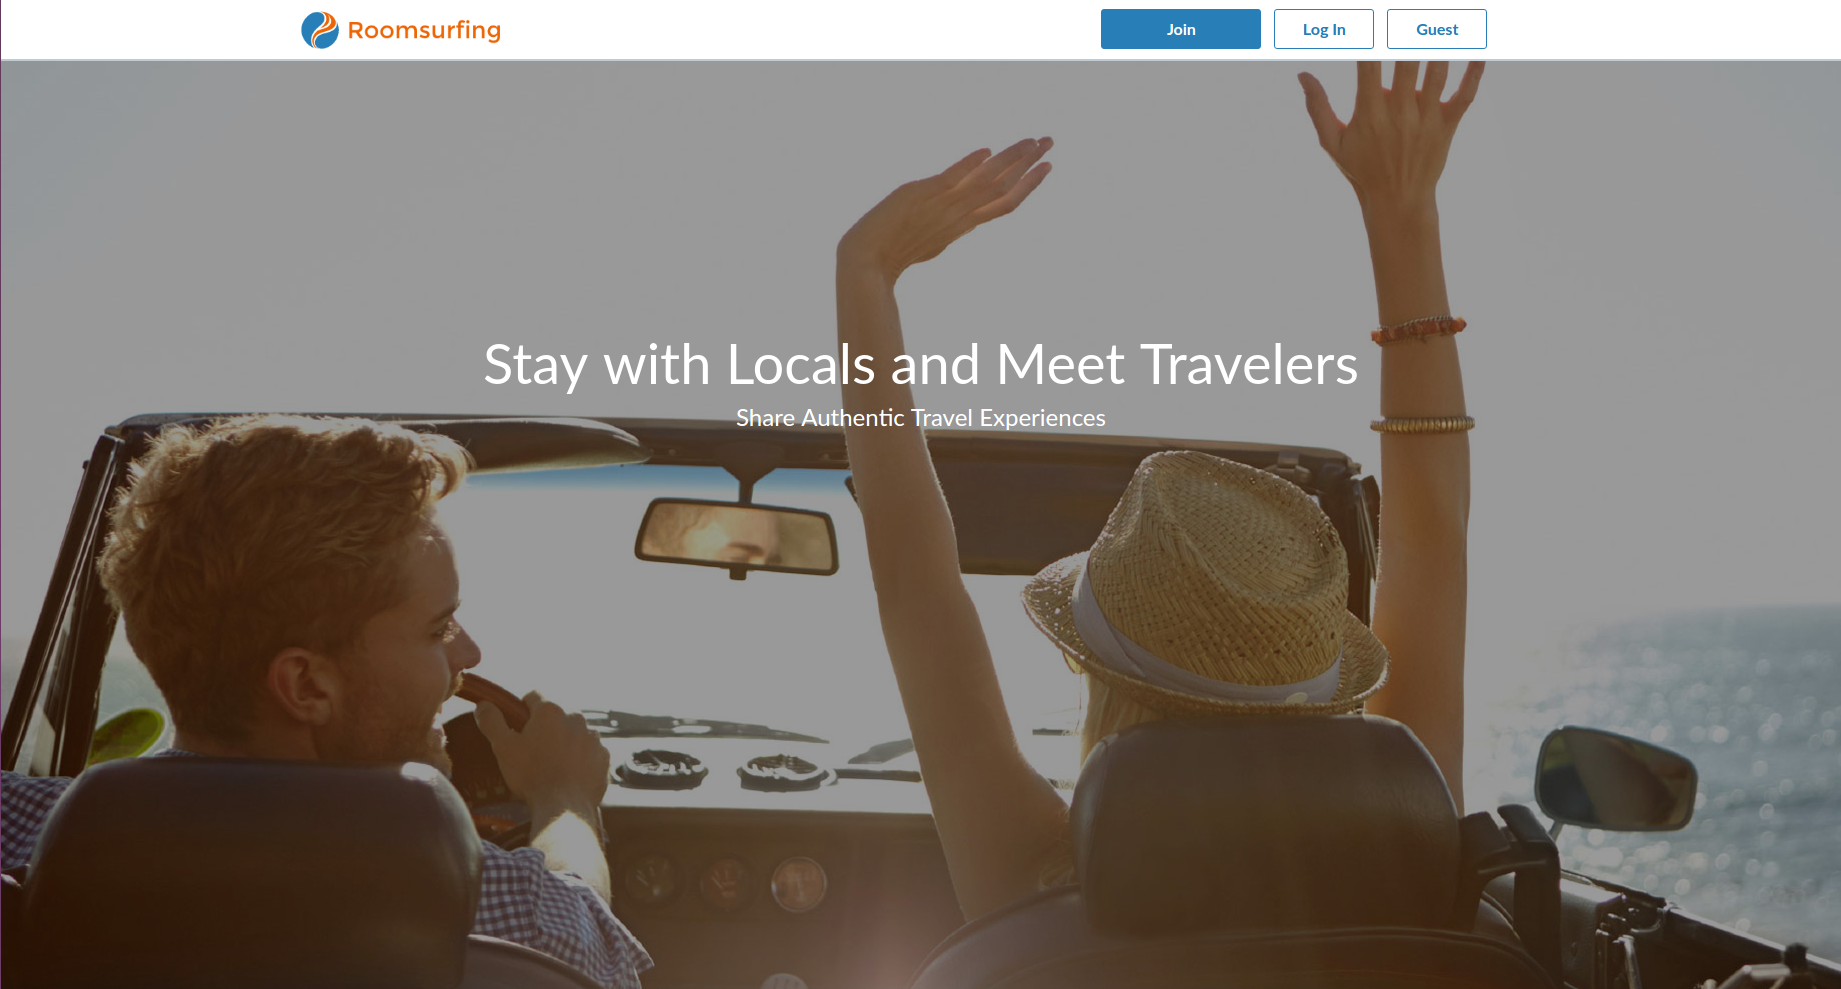 Roomsurfing
Join
Log In
Guest
Stay with Locals and Meet Travelers
Share Authentic Travel Experiences